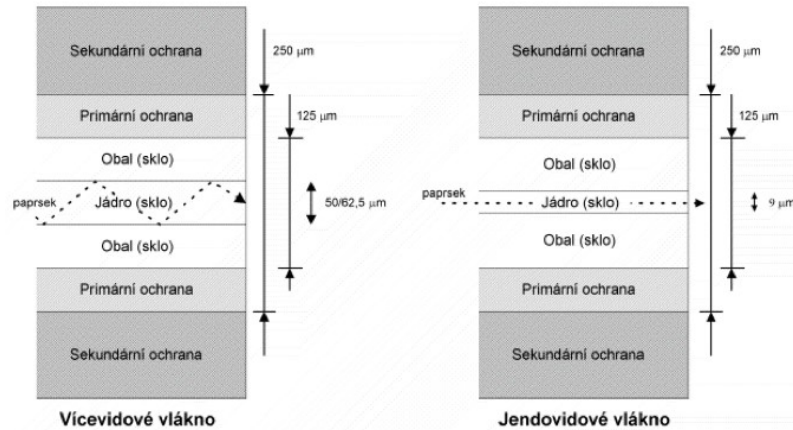 Sekundární ochrana
250 µm
Primární ochrana
125 µm
Obal (sklo)
paprsek
Jádro (sklo)
50/62,5 µm
Obal (sklo)
Primární ochrana
Sekundární ochrana
Vícevidové vlákno
Sekundární ochrana
250 µm
Primární ochrana
125 µm
Obal (sklo)
paprsek
Jádro (sklo)
9 µm
Obal (sklo)
Primární ochrana
Sekundární ochrana
Jendovidové vlákno